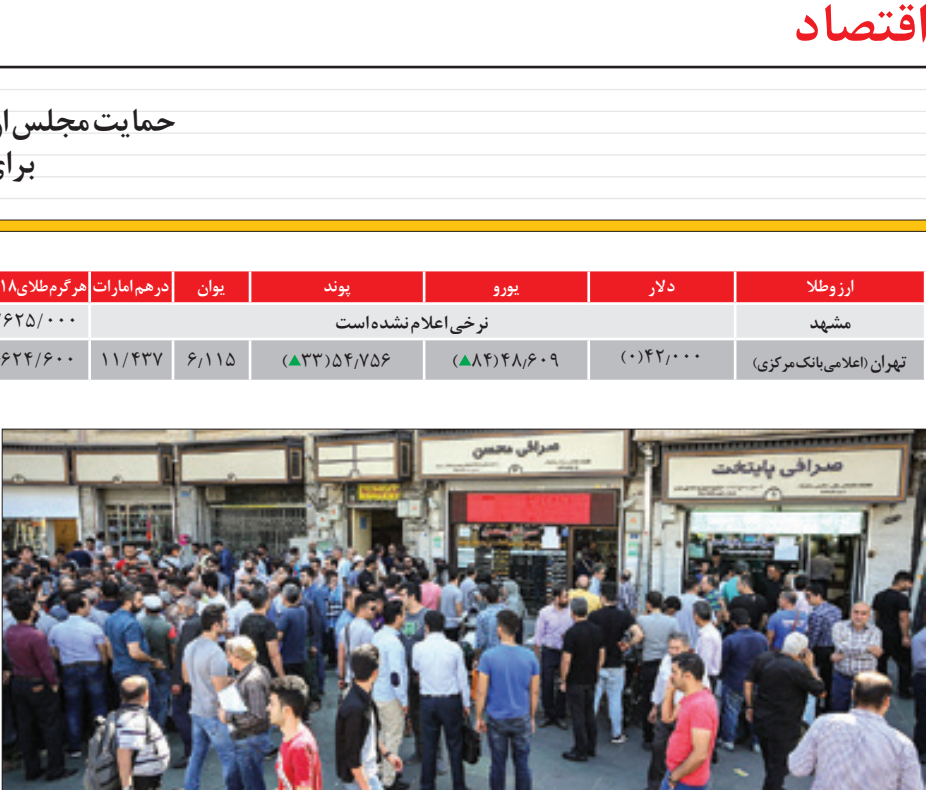 اقتصاد
حمایت مجلس از
برای
ارز و طلا دلار یورو پوند یوان درهم امارات هر گرم طلای ۱۸
مشهد نرخی اعلام نشده است ۶۲۵/۰۰۰
تهران (اعلامی بانک مرکزی) ۴۲٫۰۰۰(۰) ۴۸٫۶۰۹(۸۴▲) ۵۴/۷۵۶(۳۳▲) ۶/۱۱۵ ۱۱/۴۳۷ ۶۲۴/۶۰۰
صرافی محسن
صرافی پایتخت